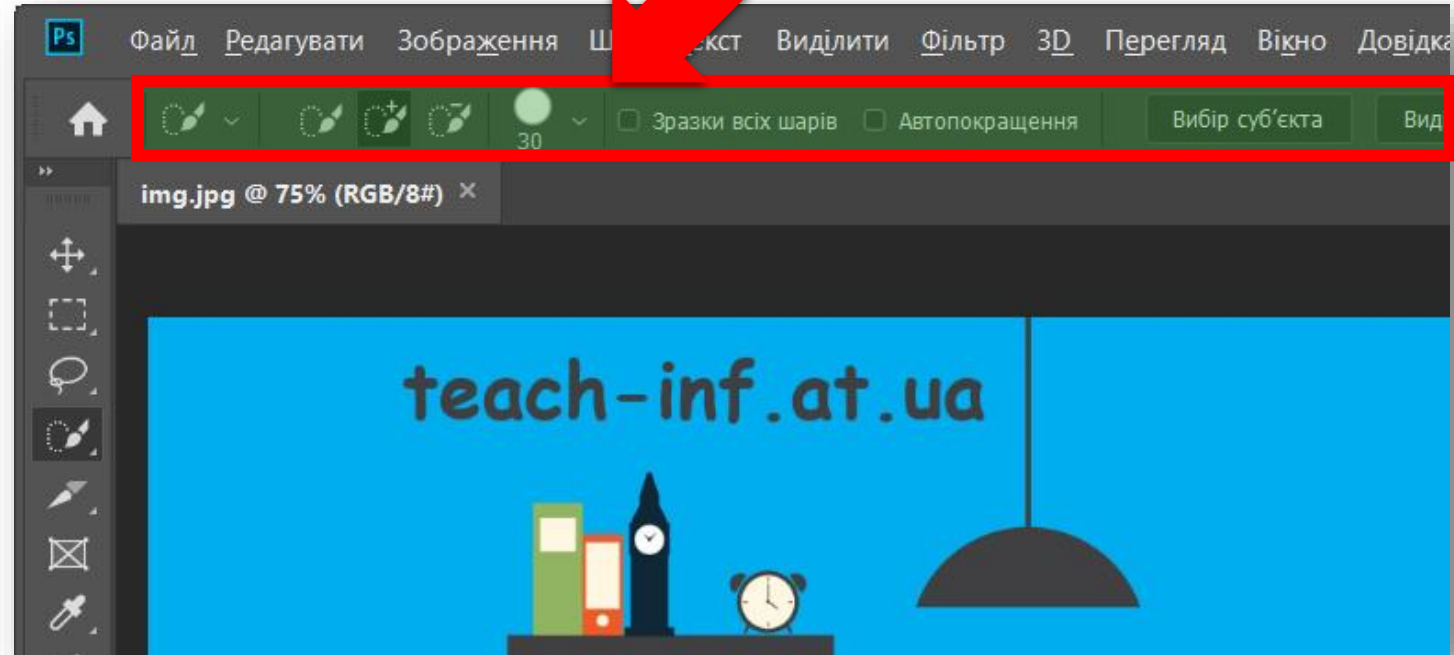 Ps Файл Редагувати Зображення Виділити Фільтр 3D Перегляд Вікно
30 Зразки всіх шарів Автопокращення Вибір суб’єкта
img.jpg @ 75% (RGB/8#) ×
teach-inf.at.ua